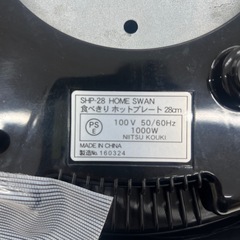 SHP-28 HOME SWAN
食べきり ホットプレート 28cm
PS
E
100V 50/60Hz
1000W
NITSU KOUKI
MADE IN CHINA
製造No. 160324